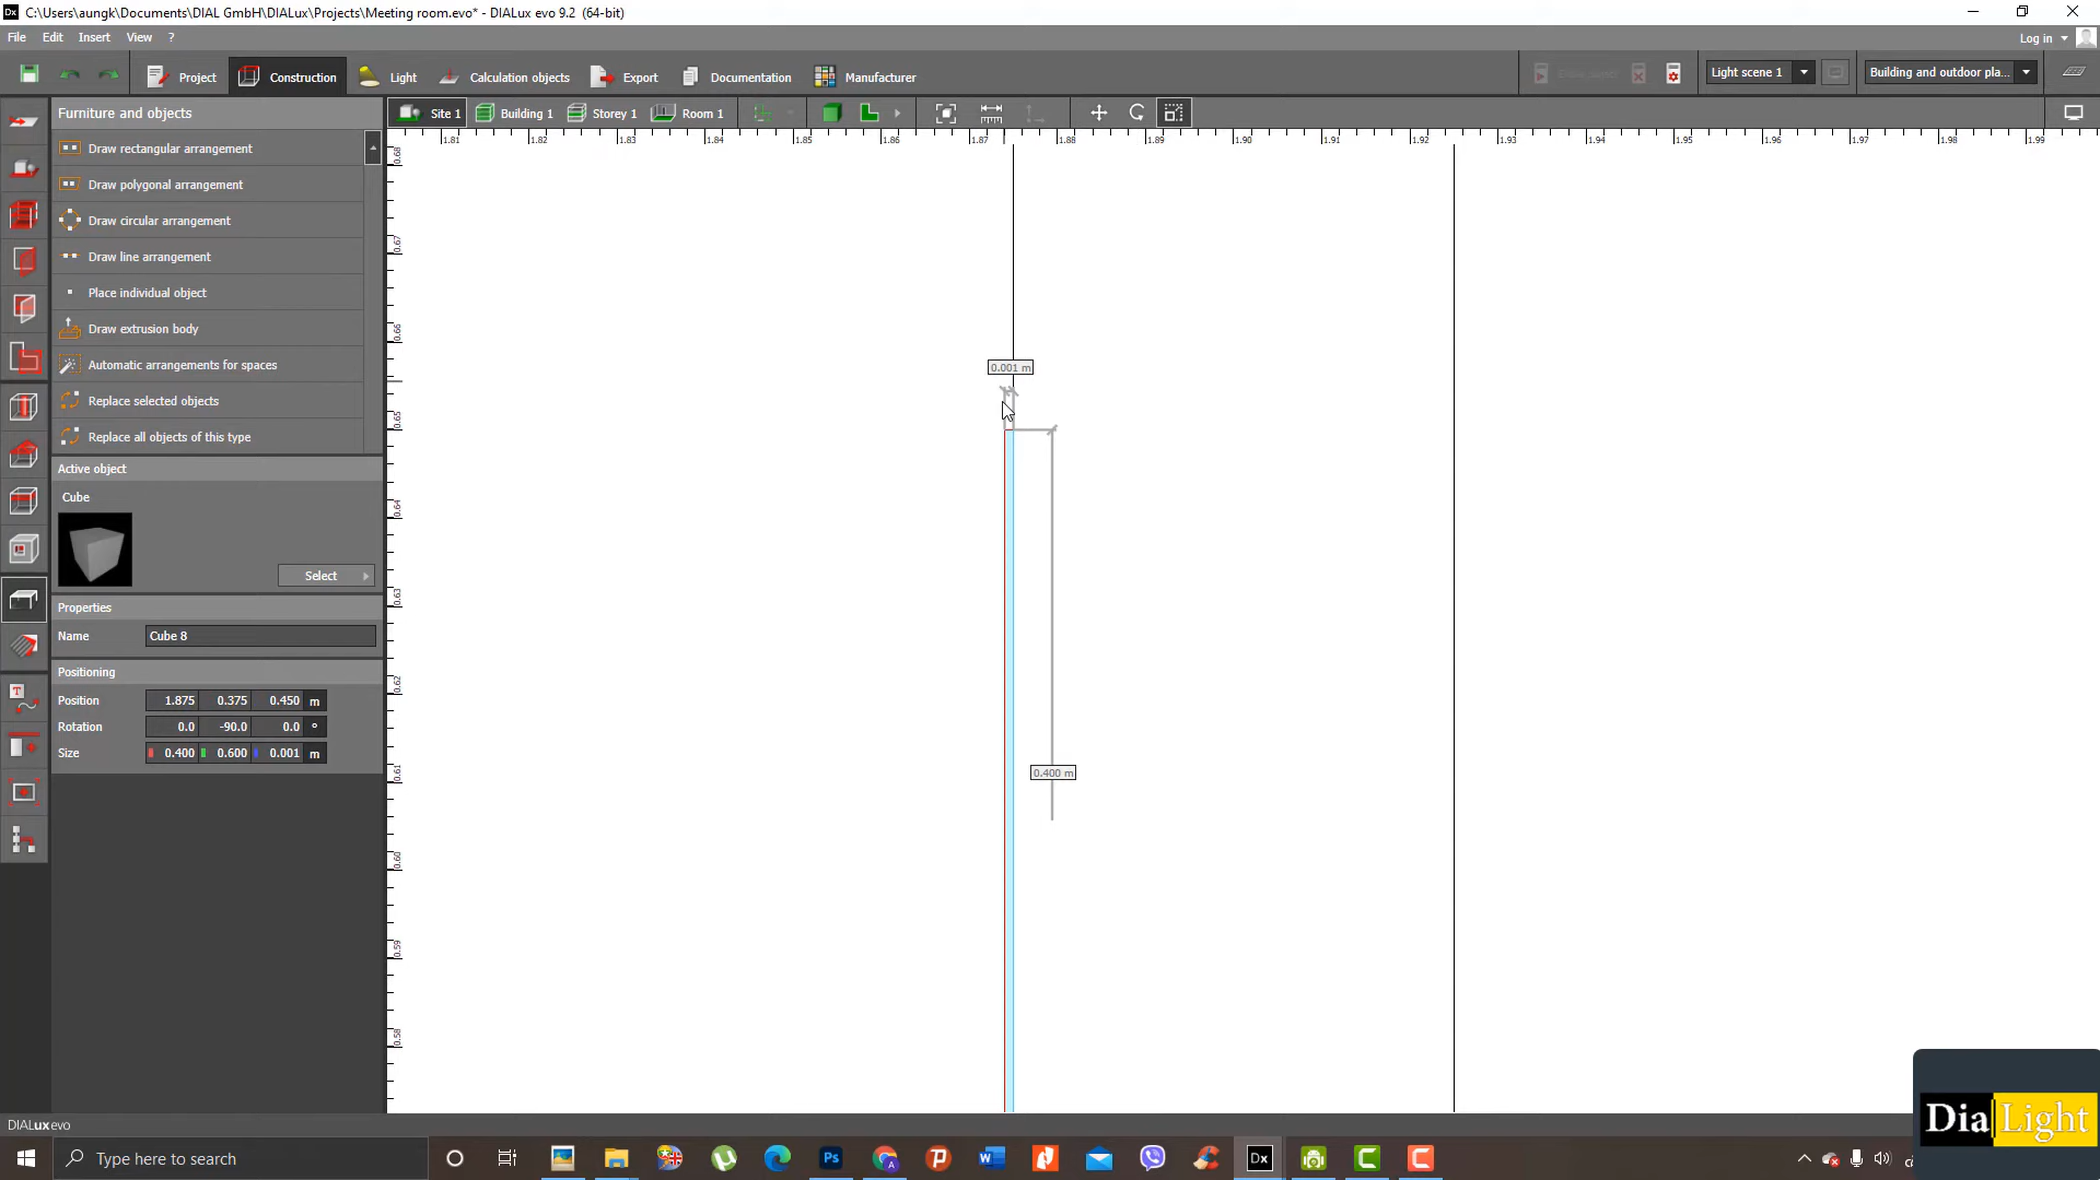 C:\Users\aungk\Documents\DIAL GmbH\DIALux\Projects\Meeting room.evo* - DIALux evo 9.2 (64-bit)
File Edit Insert View ?
Log in
Project Construction Light Calculation objects Export Documentation Manufacturer
Light scene 1
Building and outdoor pla...
Furniture and objects
Site 1 Building 1 Storey 1 Room 1
1.81 1.82 1.83 1.84 1.85 1.86 1.87 1.88 1.89 1.90 1.91 1.92 1.93 1.94 1.95 1.96 1.97 1.98 1.99
Draw rectangular arrangement
Draw polygonal arrangement
Draw circular arrangement
Draw line arrangement
Place individual object
Draw extrusion body
Automatic arrangements for spaces
Replace selected objects
Replace all objects of this type
0.68
0.67
0.66
0.65
0.64
0.63
0.62
0.61
0.60
0.59
0.58
0.001 m
0.400 m
Active object
Cube
Select
Properties
Name Cube 8
Positioning
Position 1.875 0.375 0.450 m
Rotation 0.0 -90.0 0.0 °
Size 0.400 0.600 0.001 m
DIALux evo
Dia Light
Type here to search